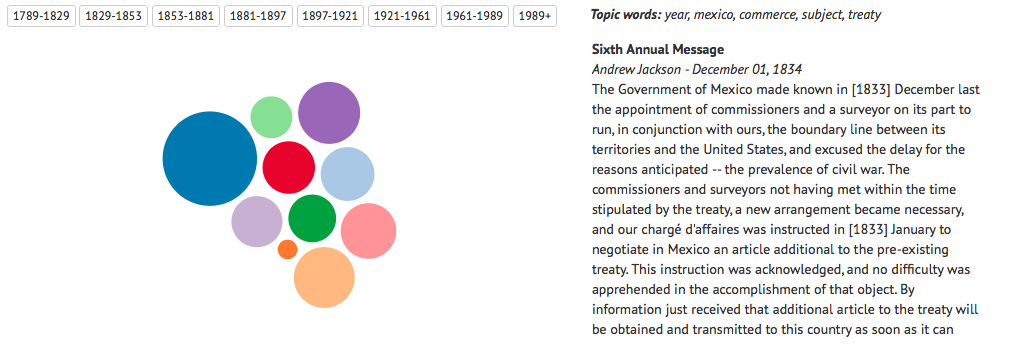 1789-1829 1829-1853 1853-1881 1881-1897 1897-1921 1921-1961 1961-1989 1989+
Topic words: year, mexico, commerce, subject, treaty
Sixth Annual Message
Andrew Jackson - December 01, 1834
The Government of Mexico made known in [1833] December last
the appointment of commissioners and a surveyor on its part to
run, in conjunction with ours, the boundary line between its
territories and the United States, and excused the delay for the
reasons anticipated -- the prevalence of civil war. The
commissioners and surveyors not having met within the time
stipulated by the treaty, a new arrangement became necessary,
and our chargé d'affaires was instructed in [1833] January to
negotiate in Mexico an article additional to the pre-existing
treaty. This instruction was acknowledged, and no difficulty was
apprehended in the accomplishment of that object. By
information just received that additional article to the treaty will
be obtained and transmitted to this country as soon as it can